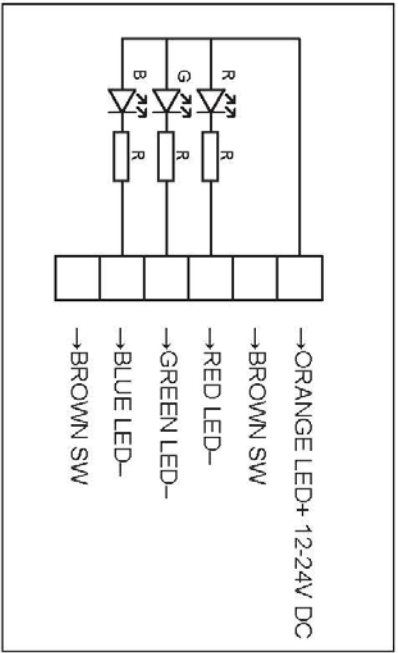 R
G
B
R
R
R
→ORANGE LED+ 12-24V DC
→BROWN SW
→RED LED-
→GREEN LED-
→BLUE LED-
→BROWN SW